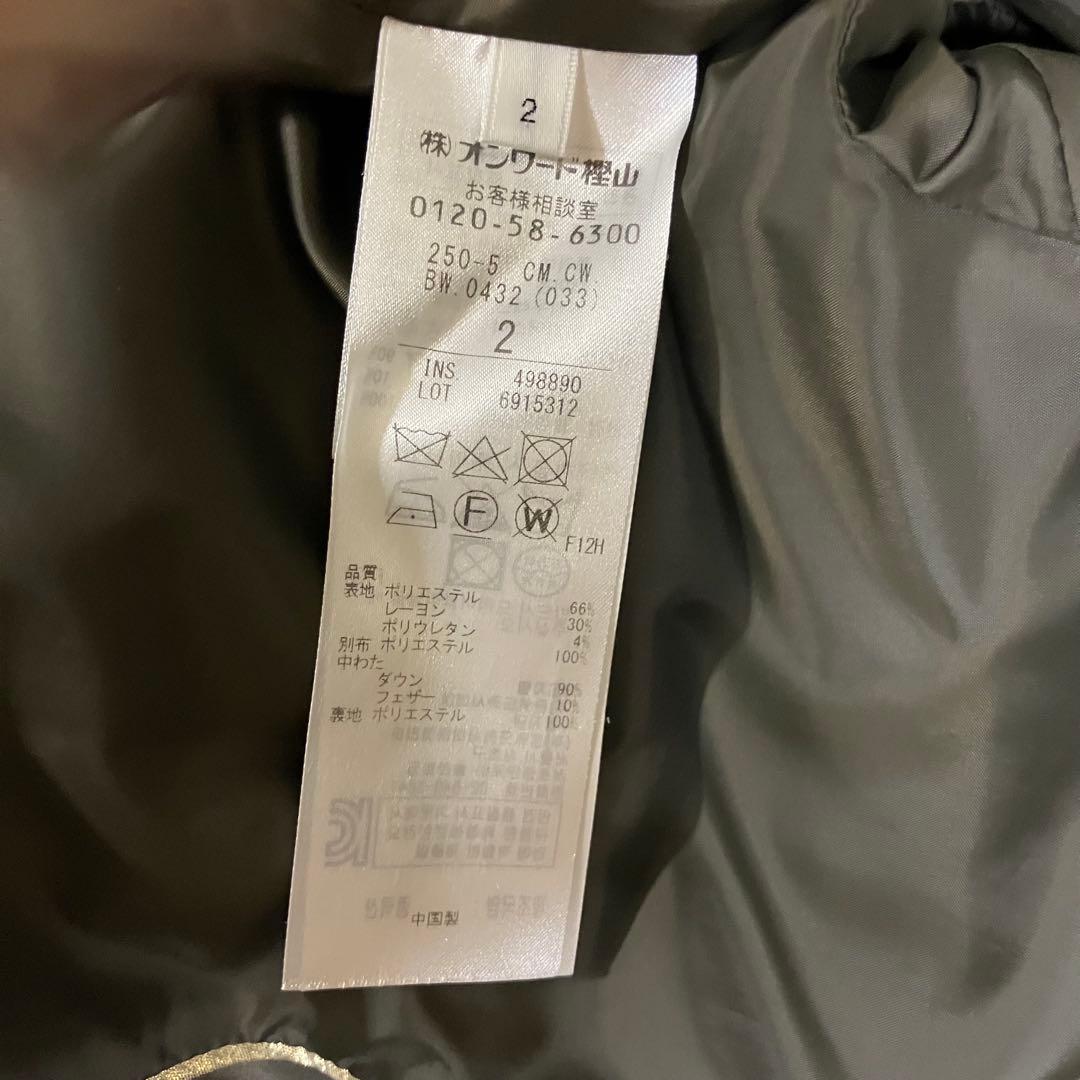 2
(株)オンワード樫山
お客様相談室
0120-58-6300
250-5 CM.CW.
BW.0432(033)
2
INS 498890
LOT 6915312
F
W
F12H
品質
表地 ポリエステル 66%
レーヨン 30%
ポリウレタン 4%
別布 ポリエステル 100%
中わた
ダウン 90%
フェザー 10%
裏地 ポリエステル 100%
中国製